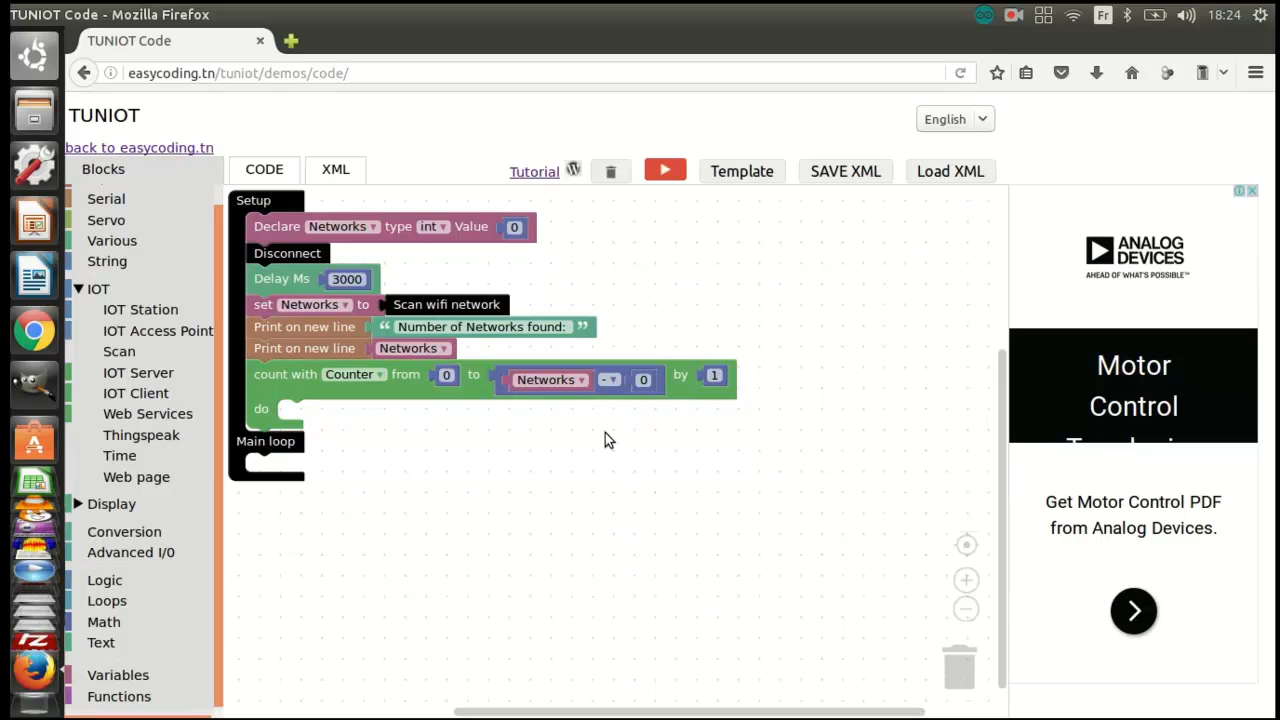 TUNIOT Code - Mozilla Firefox
Fr
18:24
TUNIOT Code
easycoding.tn/tuniot/demos/code/
TUNIOT
English
back to easycoding.tn
Blocks
CODE
XML
Tutorial
Template
SAVE XML
Load XML
Serial
Servo
Various
String
IOT
IOT Station
IOT Access Point
Scan
IOT Server
IOT Client
Web Services
Thingspeak
Time
Web page
Display
Conversion
Advanced I/0
Logic
Loops
Math
Text
Variables
Functions
Setup
Declare Networks type int Value 0
Disconnect
Delay Ms 3000
set Networks to Scan wifi network
Print on new line “ Number of Networks found: ”
Print on new line Networks
count with Counter from 0 to Networks - 0 by 1
do
Main loop
ANALOG
DEVICES
AHEAD OF WHAT'S POSSIBLE™
Motor
Control
Get Motor Control PDF
from Analog Devices.